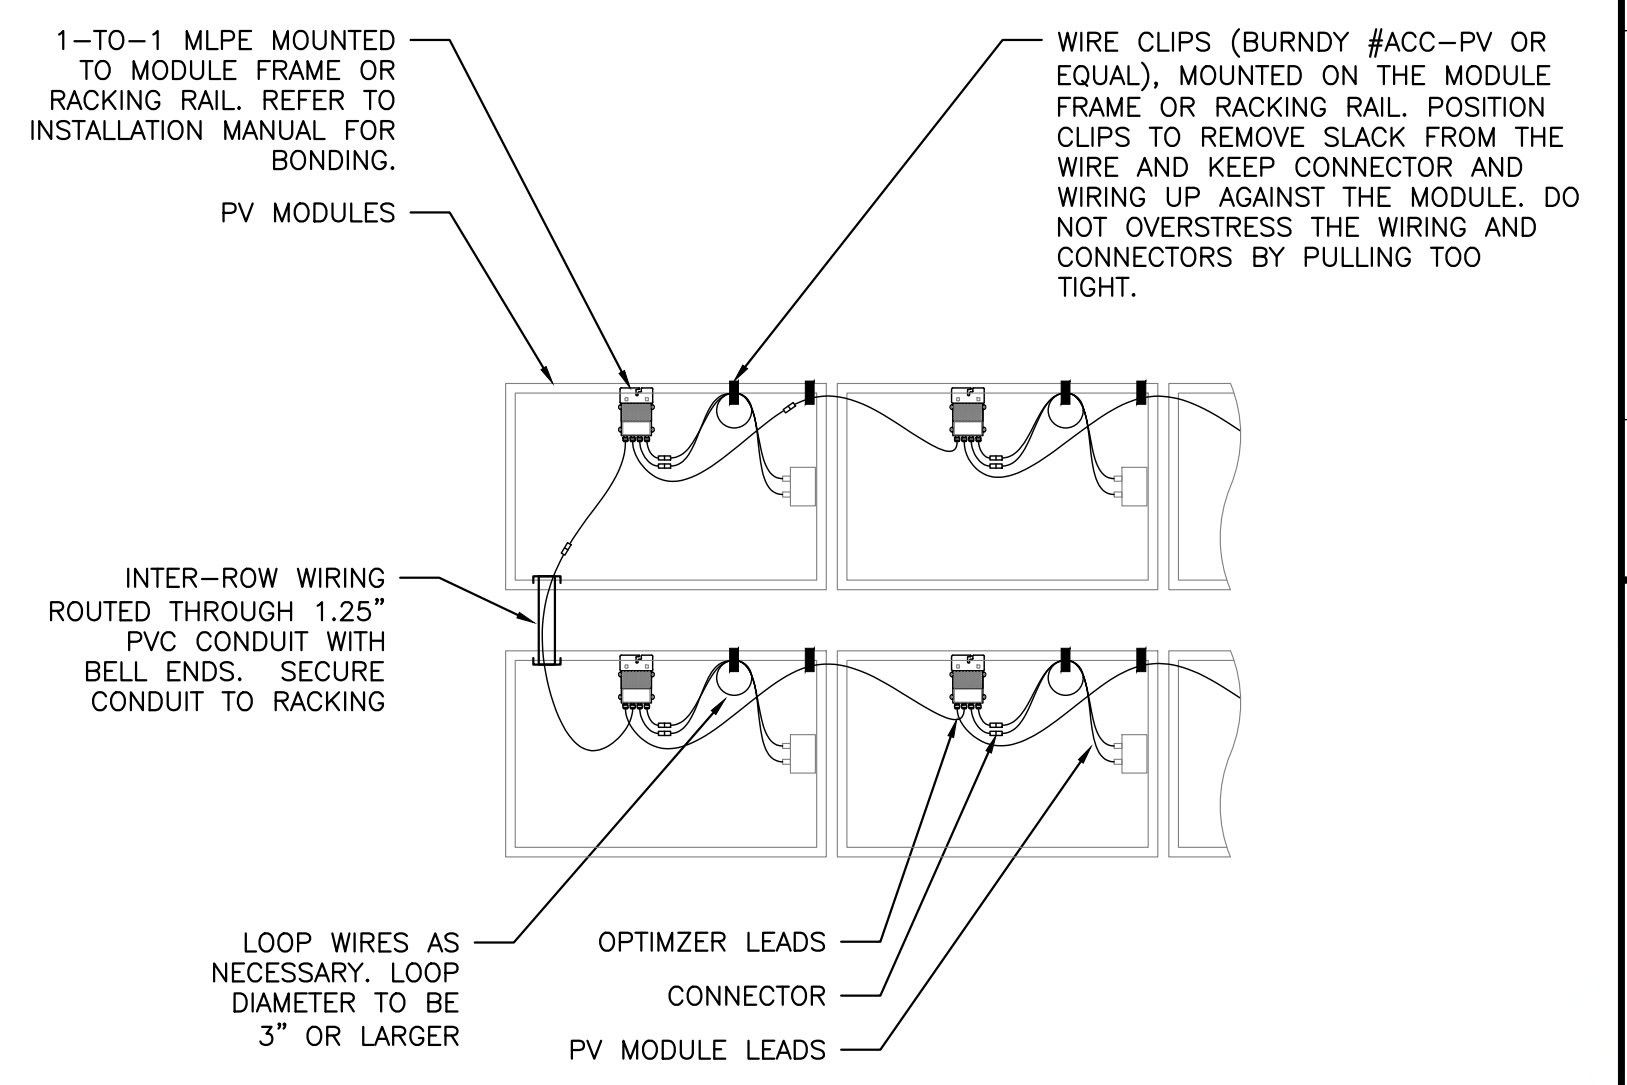 1-TO-1 MLPE MOUNTED
TO MODULE FRAME OR
RACKING RAIL. REFER TO
INSTALLATION MANUAL FOR
BONDING.
PV MODULES
WIRE CLIPS (BURNDY #ACC-PV OR
EQUAL), MOUNTED ON THE MODULE
FRAME OR RACKING RAIL. POSITION
CLIPS TO REMOVE SLACK FROM THE
WIRE AND KEEP CONNECTOR AND
WIRING UP AGAINST THE MODULE. DO
NOT OVERSTRESS THE WIRING AND
CONNECTORS BY PULLING TOO
TIGHT.
INTER-ROW WIRING
ROUTED THROUGH 1.25"
PVC CONDUIT WITH
BELL ENDS. SECURE
CONDUIT TO RACKING
LOOP WIRES AS
NECESSARY. LOOP
DIAMETER TO BE
3" OR LARGER
OPTIMZER LEADS
CONNECTOR
PV MODULE LEADS